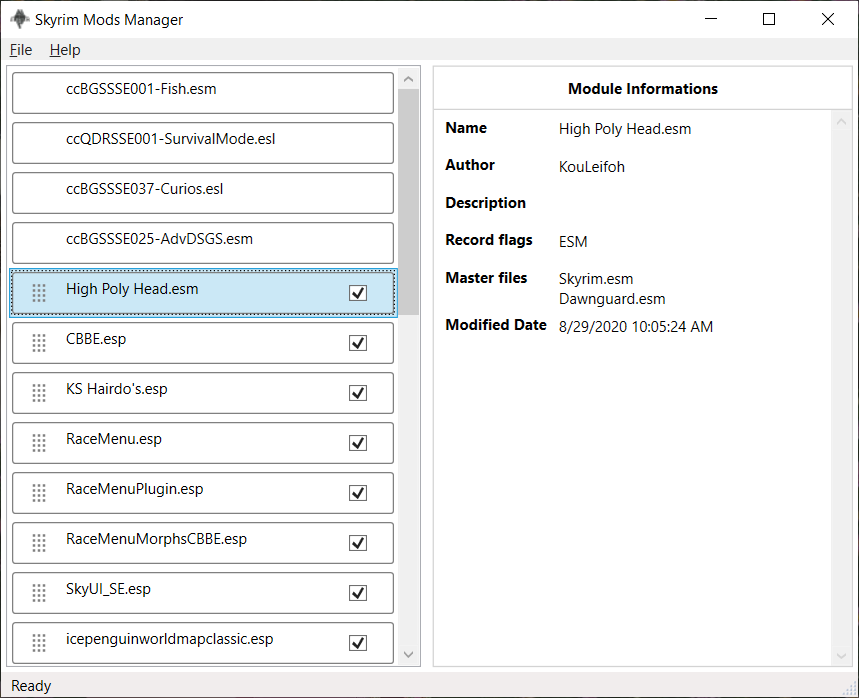 Skyrim Mods Manager
File Help
ccBGSSSE001-Fish.esm
ccQDRSSE001-SurvivalMode.esl
ccBGSSSE037-Curios.esl
ccBGSSSE025-AdvDSGS.esm
High Poly Head.esm
CBBE.esp
KS Hairdo's.esp
RaceMenu.esp
RaceMenuPlugin.esp
RaceMenuMorphsCBBE.esp
SkyUI_SE.esp
icepenguinworldmapclassic.esp
Module Informations
Name High Poly Head.esm
Author KouLeifoh
Description
Record flags ESM
Master files Skyrim.esm
Dawnguard.esm
Modified Date 8/29/2020 10:05:24 AM
Ready